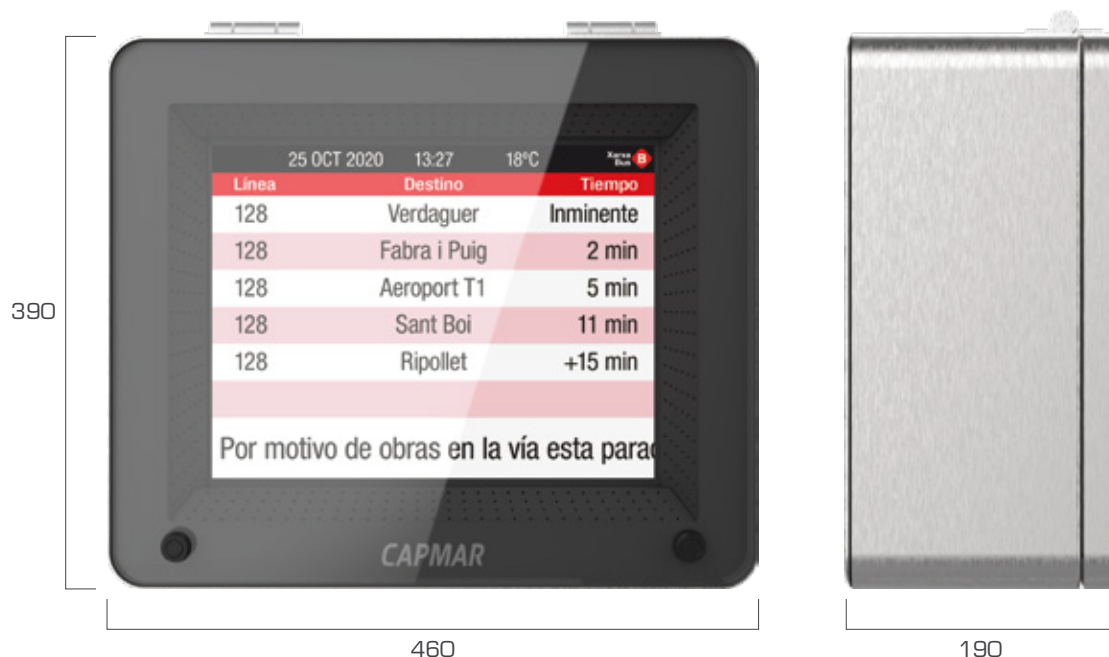 25 OCT 2020 13:27 18ºC Xarxa Bus B
Línea Destino Tiempo
128 Verdaguer Inminente
128 Fabra i Puig 2 min
128 Aeroport T1 5 min
128 Sant Boi 11 min
128 Ripollet +15 min
Por motivo de obras en la vía esta parad
CAPMAR
390
460
190